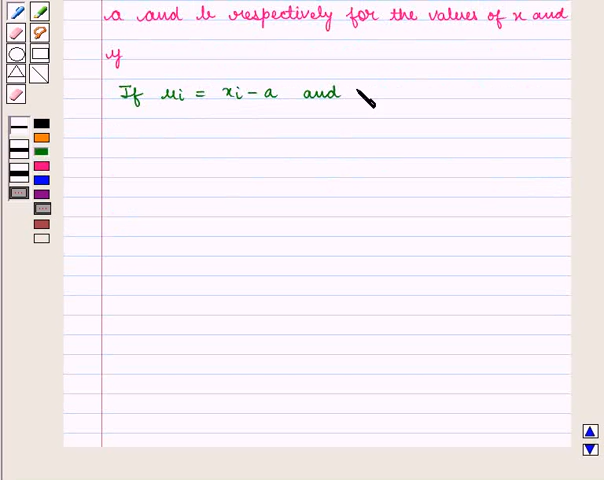 a and b respectively for the values of x and
y
If ui = xi - a and